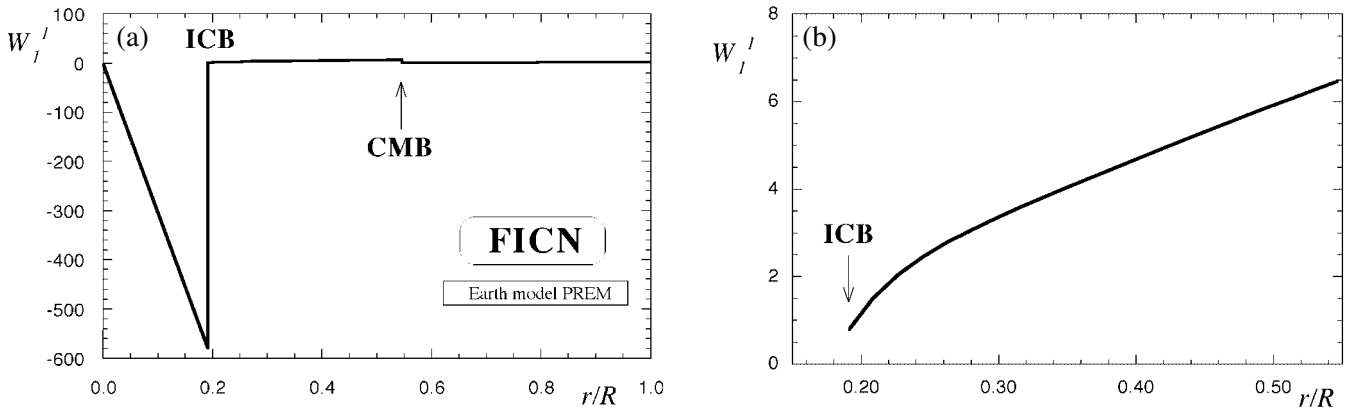 (a)
W 1 1
100
0
-100
-200
-300
-400
-500
-600
ICB
CMB
FICN
Earth model PREM
0.0 0.2 0.4 0.6 0.8 1.0
r/R
(b)
W 1 1
8
6
4
2
0
ICB
0.20 0.30 0.40 0.50
r/R